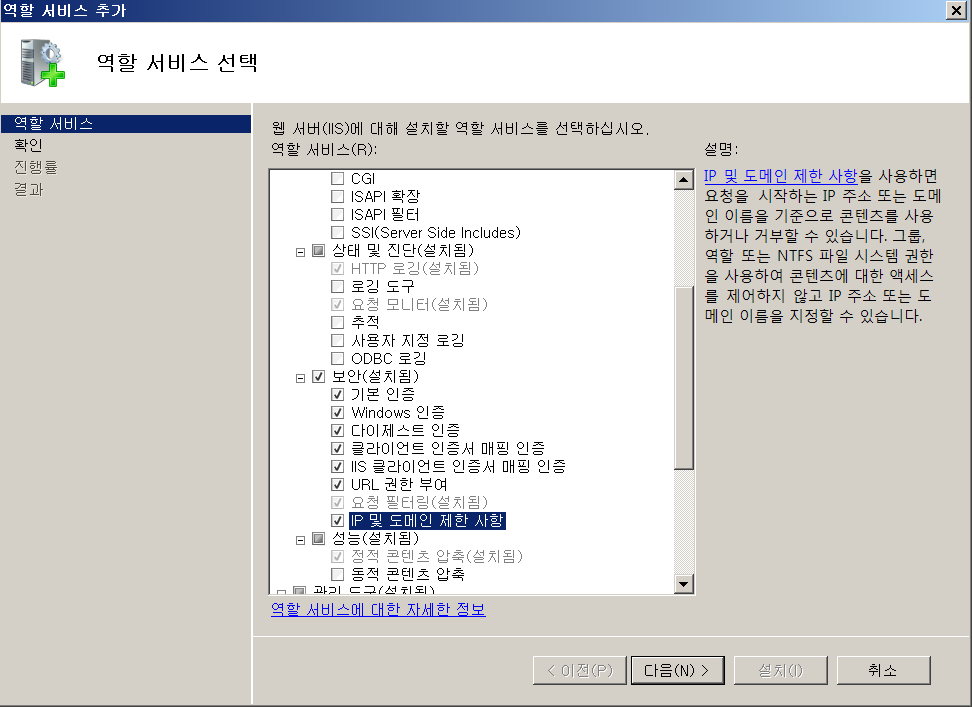 역할 서비스 추가
역할 서비스 선택
역할 서비스
확인
진행률
결과
웹 서버(IIS)에 대해 설치할 역할 서비스를 선택하십시오.
역할 서비스(R):
CGI
ISAPI 확장
ISAPI 필터
SSI(Server Side Includes)
상태 및 진단(설치됨)
HTTP 로깅(설치됨)
로깅 도구
요청 모니터(설치됨)
추적
사용자 지정 로깅
ODBC 로깅
보안(설치됨)
기본 인증
Windows 인증
다이제스트 인증
클라이언트 인증서 매핑 인증
IIS 클라이언트 인증서 매핑 인증
URL 권한 부여
요청 필터링(설치됨)
IP 및 도메인 제한 사항
성능(설치됨)
정적 콘텐츠 압축(설치됨)
동적 콘텐츠 압축
관리 도구(설치됨)
역할 서비스에 대한 자세한 정보
설명:
IP 및 도메인 제한 사항을 사용하면
요청을 시작하는 IP 주소 또는 도메
인 이름을 기준으로 콘텐츠를 사용
하거나 거부할 수 있습니다. 그룹,
역할 또는 NTFS 파일 시스템 권한
을 사용하여 콘텐츠에 대한 액세스
를 제어하지 않고 IP 주소 또는 도
메인 이름을 지정할 수 있습니다.
< 이전(P)
다음(N) >
설치(I)
취소